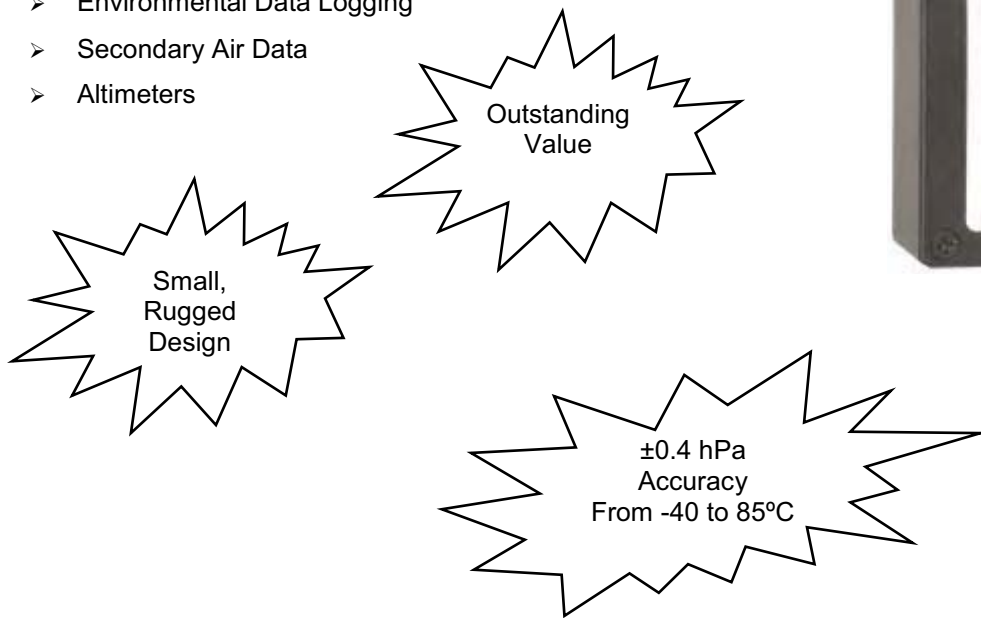 ➢ Environmental Data Logging
➢ Secondary Air Data
➢ Altimeters
Outstanding
Value
Small,
Rugged
Design
±0.4 hPa
Accuracy
From -40 to 85ºC